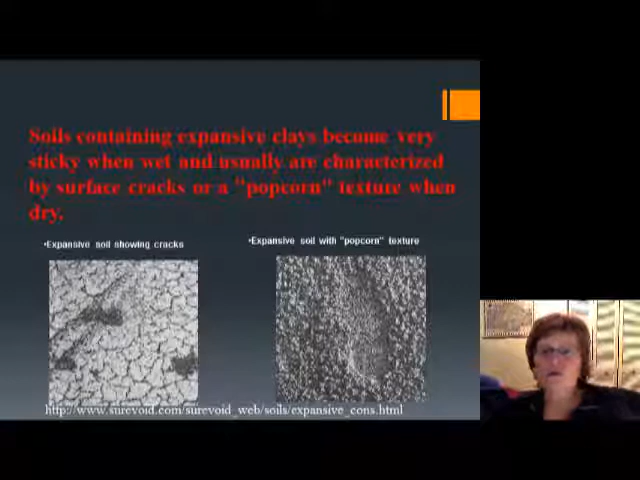 Soils containing expansive clays become very
sticky when wet and usually are characterized
by surface cracks or a "popcorn" texture when
dry.
•Expansive soil showing cracks
•Expansive soil with "popcorn" texture
http://www.surevoid.com/surevoid_web/soils/expansive_cons.html